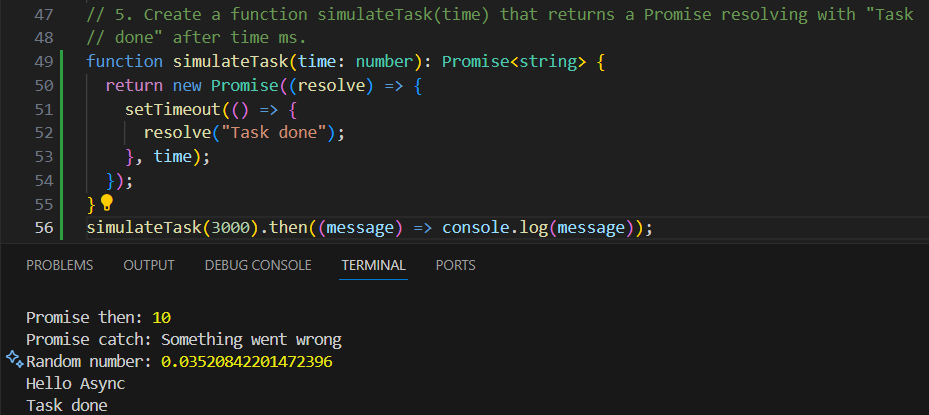 47 // 5. Create a function simulateTask(time) that returns a Promise resolving with "Task
48 // done" after time ms.
49 function simulateTask(time: number): Promise<string> {
50 return new Promise((resolve) => {
51 setTimeout(() => {
52 resolve("Task done");
53 }, time);
54 });
55 }
56 simulateTask(3000).then((message) => console.log(message));
PROBLEMS OUTPUT DEBUG CONSOLE TERMINAL PORTS
Promise then: 10
Promise catch: Something went wrong
Random number: 0.03520842201472396
Hello Async
Task done